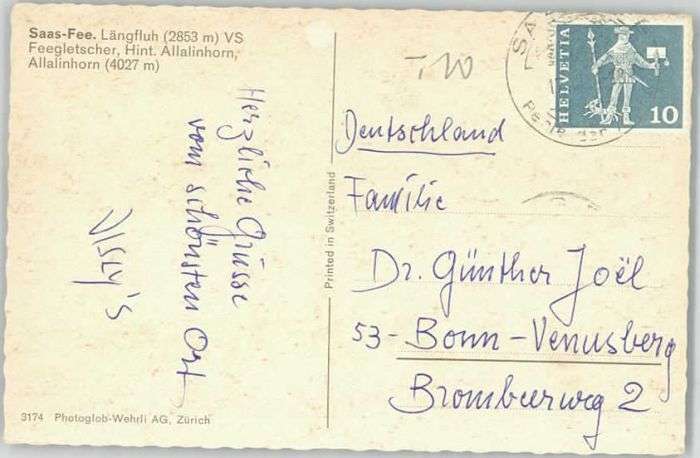 Saas-Fee. Längfluh (2853 m) VS
Feegletscher, Hint. Allalinhorn,
Allalinhorn (4027 m)
Herzliche Grüsse
vom schönsten Ort
3174 Photoglob-Wehrli AG, Zürich
Printed in Switzerland
T 10
HELVETIA
10
Deutschland
Familie
Dr. Günther Joël
53-Bonn-Venusberg
Brombeerweg 2